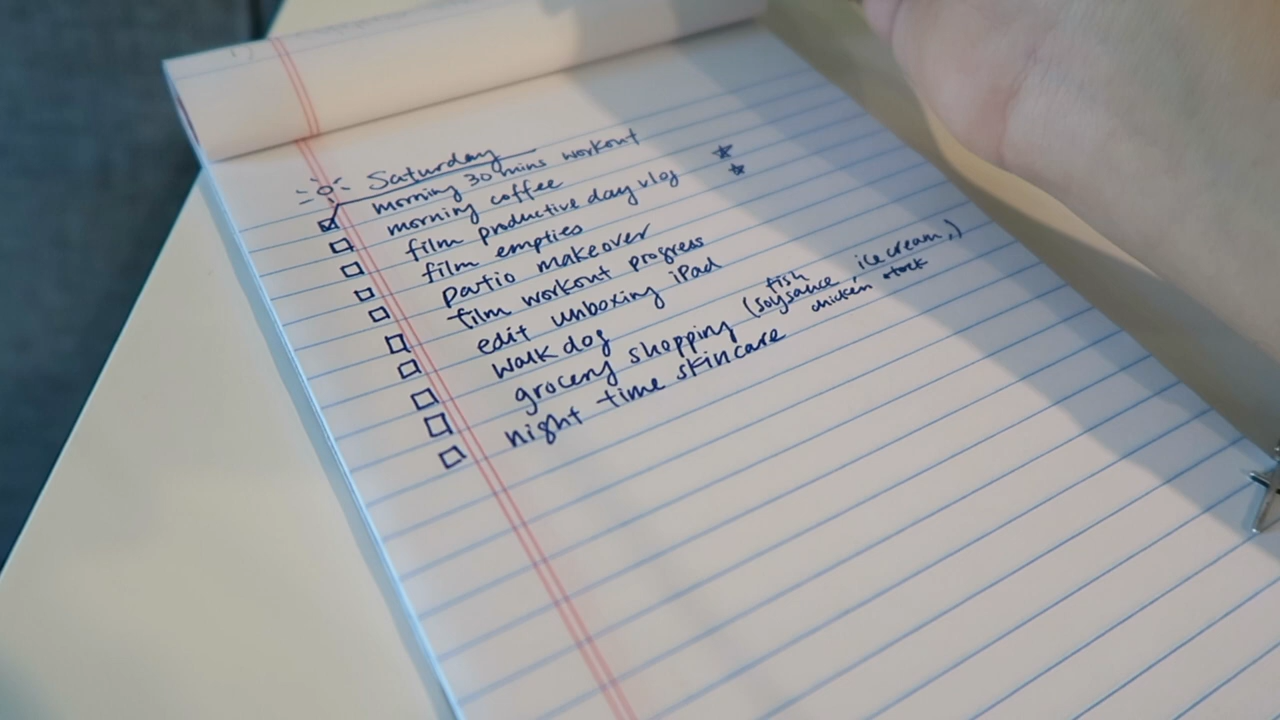 Saturday
morning 30 mins workout
morning coffee
film productive day vlog
film empties
patio makeover
film workout progress
edit unboxing iPad
walk dog
grocery shopping (soysauce, fish, ice cream,)
chicken stock
night time skincare